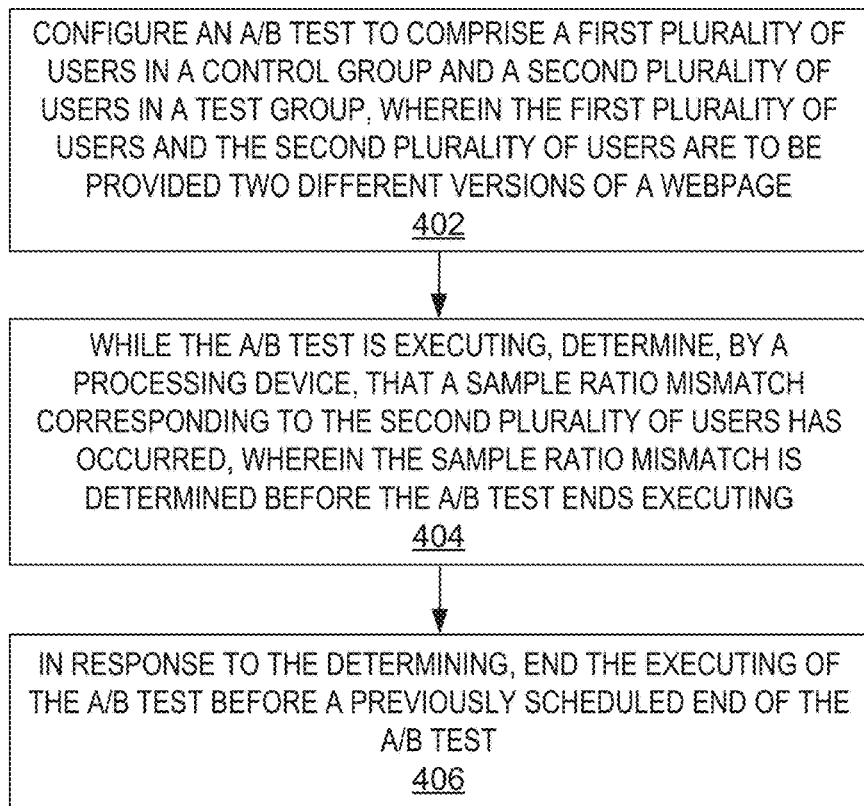 CONFIGURE AN A/B TEST TO COMPRISE A FIRST PLURALITY OF
USERS IN A CONTROL GROUP AND A SECOND PLURALITY OF
USERS IN A TEST GROUP, WHEREIN THE FIRST PLURALITY OF
USERS AND THE SECOND PLURALITY OF USERS ARE TO BE
PROVIDED TWO DIFFERENT VERSIONS OF A WEBPAGE
402
WHILE THE A/B TEST IS EXECUTING, DETERMINE, BY A
PROCESSING DEVICE, THAT A SAMPLE RATIO MISMATCH
CORRESPONDING TO THE SECOND PLURALITY OF USERS HAS
OCCURRED, WHEREIN THE SAMPLE RATIO MISMATCH IS
DETERMINED BEFORE THE A/B TEST ENDS EXECUTING
404
IN RESPONSE TO THE DETERMINING, END THE EXECUTING OF
THE A/B TEST BEFORE A PREVIOUSLY SCHEDULED END OF THE
A/B TEST
406